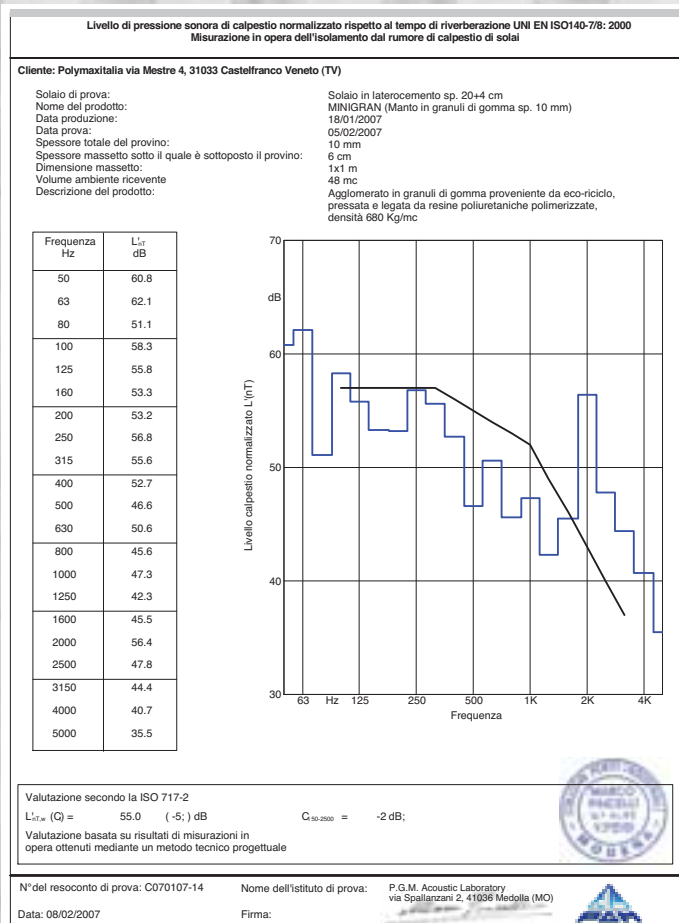 Livello di pressione sonora di calpestio normalizzato rispetto al tempo di riverberazione UNI EN ISO140-7/8: 2000
Misurazione in opera dell'isolamento dal rumore di calpestio di solai
Cliente: Polymaxitalia via Mestre 4, 31033 Castelfranco Veneto (TV)
Solaio di prova: Solaio in laterocemento sp. 20+4 cm
Nome del prodotto: MINIGRAN (Manto in granuli di gomma sp. 10 mm)
Data produzione: 18/01/2007
Data prova: 05/02/2007
Spessore totale del provino: 10 mm
Spessore massetto sotto il quale è sottoposto il provino: 6 cm
Dimensione massetto: 1x1 m
Volume ambiente ricevente 48 mc
Descrizione del prodotto: Agglomerato in granuli di gomma proveniente da eco-riciclo,
pressata e legata da resine poliuretaniche polimerizzate,
densità 680 Kg/mc
Frequenza L'nT
Hz dB
50 60.8
63 62.1
80 51.1
100 58.3
125 55.8
160 53.3
200 53.2
250 56.8
315 55.6
400 52.7
500 46.6
630 50.6
800 45.6
1000 47.3
1250 42.3
1600 45.5
2000 56.4
2500 47.8
3150 44.4
4000 40.7
5000 35.5
Livello calpestio normalizzato L'(nT)
70
dB
60
50
40
30
63 Hz 125 250 500 1K 2K 4K
Frequenza
Valutazione secondo la ISO 717-2
L'nT,w (CI) = 55.0 ( -5; ) dB CI 50-2500 = -2 dB;
Valutazione basata su risultati di misurazioni in
opera ottenuti mediante un metodo tecnico progettuale
MARCO
MODENA
N°del resoconto di prova: C070107-14 Nome dell'istituto di prova: P.G.M. Acoustic Laboratory
via Spallanzani 2, 41036 Medolla (MO)
Data: 08/02/2007 Firma: